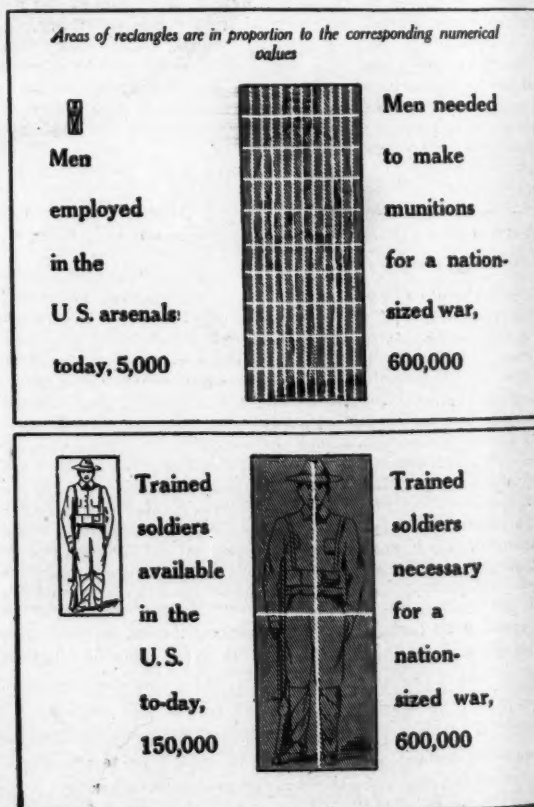 Areas of rectangles are in proportion to the corresponding numerical
values
Men
employed
in the
U S. arsenals
today, 5,000
Men needed
to make
munitions
for a nation-
sized war,
600,000
Trained
soldiers
available
in the
U.S.
to-day,
150,000
Trained
soldiers
necessary
for a
nation-
sized war,
600,000